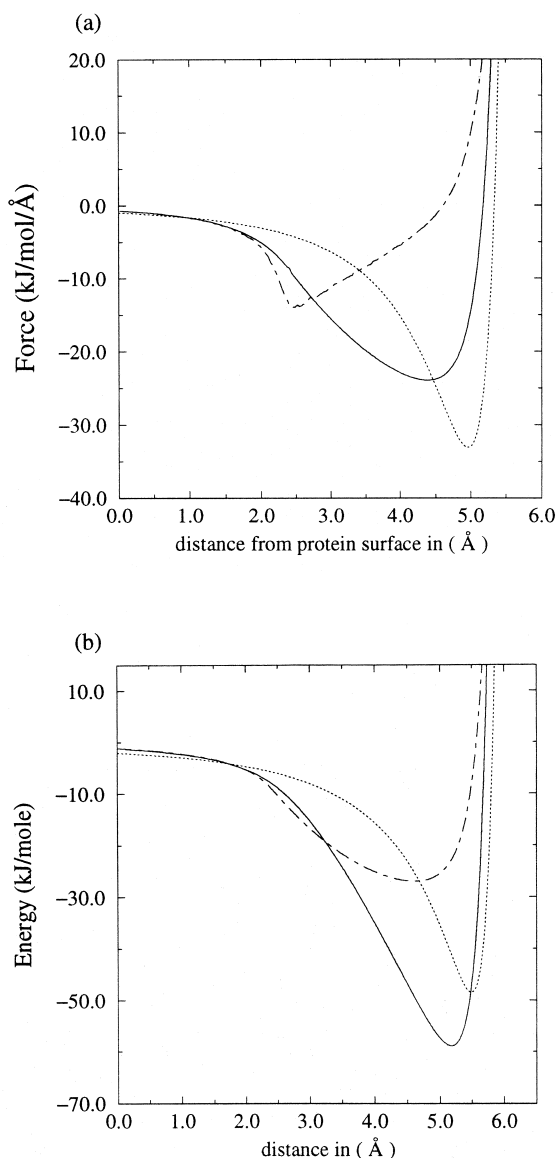 (a)
20.0
10.0
0.0
−10.0
−20.0
−30.0
−40.0
Force (kJ/mol/Å)
0.0 1.0 2.0 3.0 4.0 5.0 6.0
distance from protein surface in ( Å )
(b)
10.0
−10.0
−30.0
−50.0
−70.0
Energy (kJ/mole)
0.0 1.0 2.0 3.0 4.0 5.0 6.0
distance in ( Å )